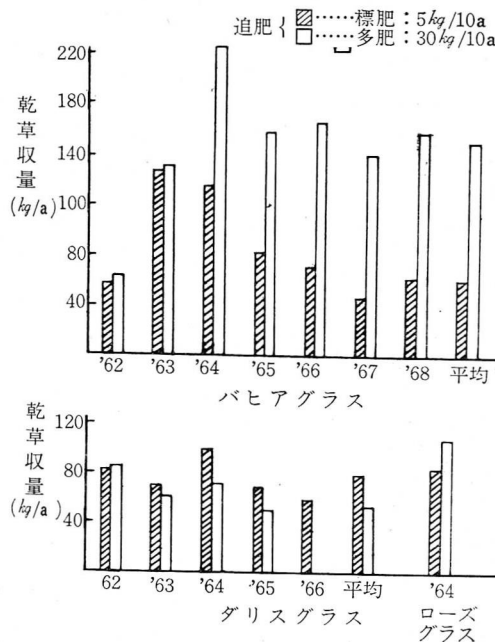 追肥{ ……標肥：5kg/10a
……多肥：30kg/10a
乾草収量
(kg/a)
220
180
140
100
80
40
'62 '63 '64 '65 '66 '67 '68 平均
バヒアグラス
乾草収量
(kg/a)
120
80
40
62 '63 '64 '65 '66 平均 '64
ダリスグラス
ローズ
グラス